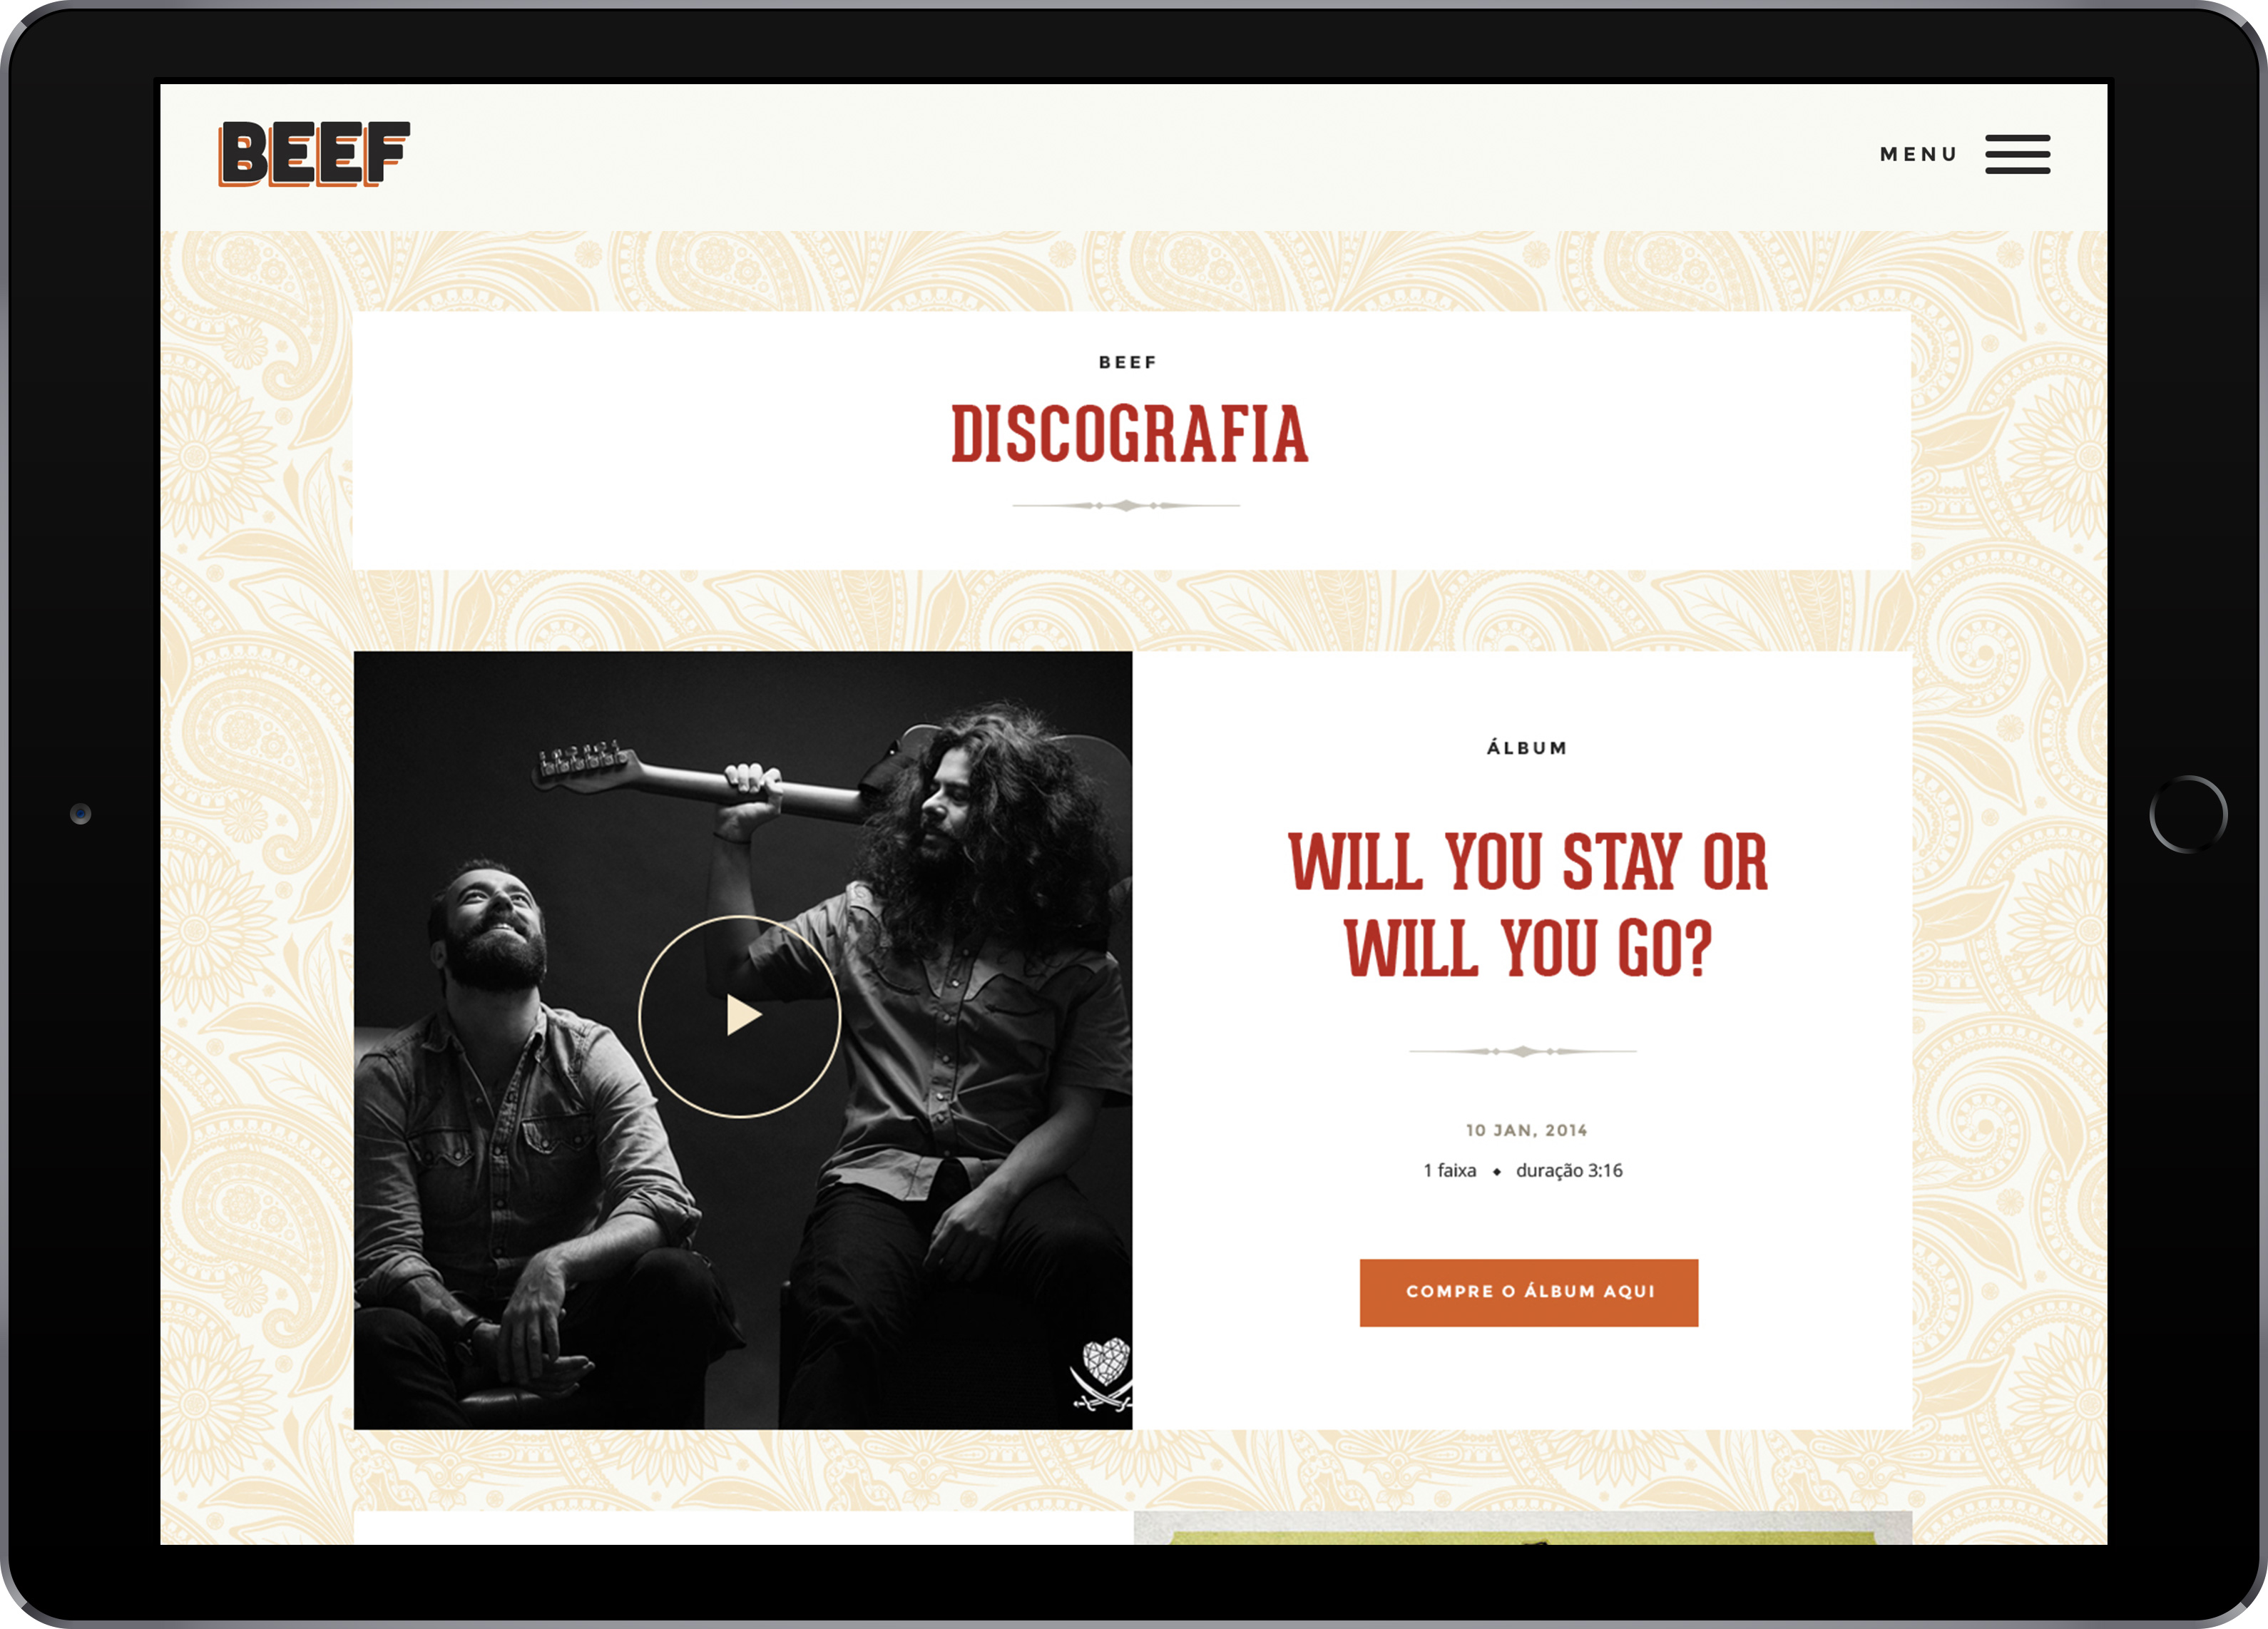 BEEF
MENU
BEEF
DISCOGRAFIA
ÁLBUM
WILL YOU STAY OR
WILL YOU GO?
10 JAN, 2014
1 faixa ◆ duração 3:16
COMPRE O ÁLBUM AQUI